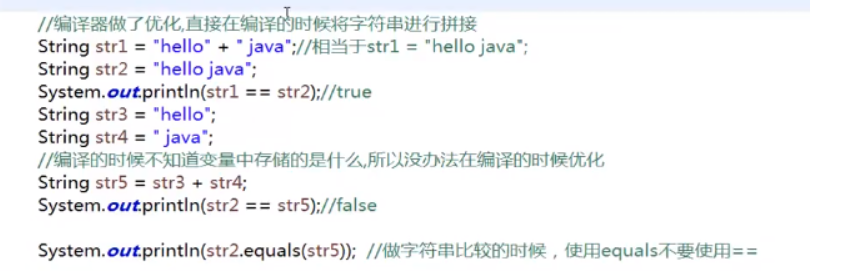 //编译器做了优化,直接在编译的时候将字符串进行拼接
String str1 = "hello" + " java";//相当于str1 = "hello java";
String str2 = "hello java";
System.out.println(str1 == str2);//true
String str3 = "hello";
String str4 = " java";
//编译的时候不知道变量中存储的是什么,所以没办法在编译的时候优化
String str5 = str3 + str4;
System.out.println(str2 == str5);//false
System.out.println(str2.equals(str5)); //做字符串比较的时候，使用equals不要使用==